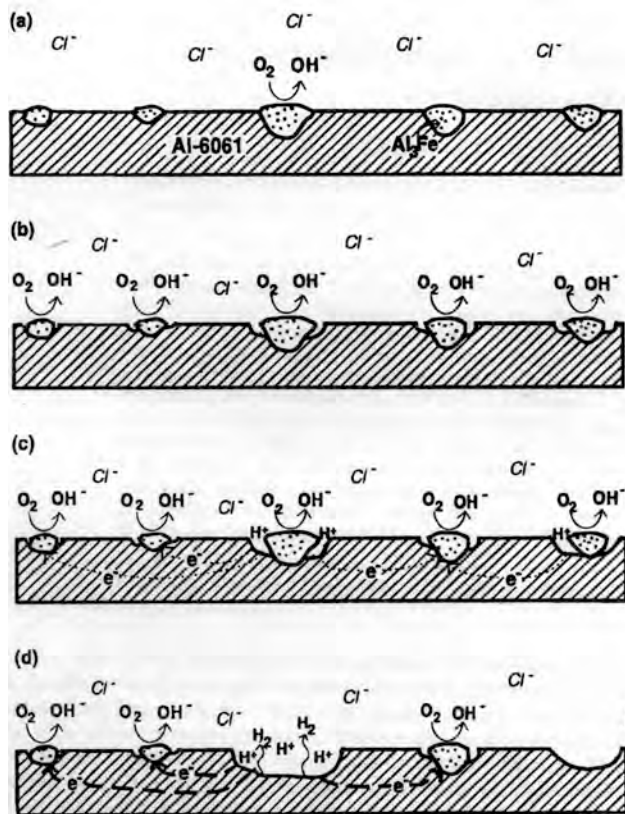 (a)
Cl⁻
Cl⁻ Cl⁻ Cl⁻ Cl⁻
O₂ OH⁻
Al-6061 Al₃Fe
(b)
Cl⁻ Cl⁻
Cl⁻ Cl⁻
O₂ OH⁻ O₂ OH⁻ O₂ OH⁻ O₂ OH⁻ O₂ OH⁻
(c)
Cl⁻ Cl⁻ Cl⁻
O₂ OH⁻ O₂ OH⁻ Cl⁻ O₂ OH⁻ O₂ OH⁻ O₂ OH⁻
H⁺ H⁺ H⁺
e⁻ e⁻ e⁻
(d)
Cl⁻ Cl⁻ Cl⁻
O₂ OH⁻ O₂ OH⁻ Cl⁻ H₂ H₂ O₂ OH⁻
H⁺ H⁺ H⁺
e⁻ e⁻ e⁻